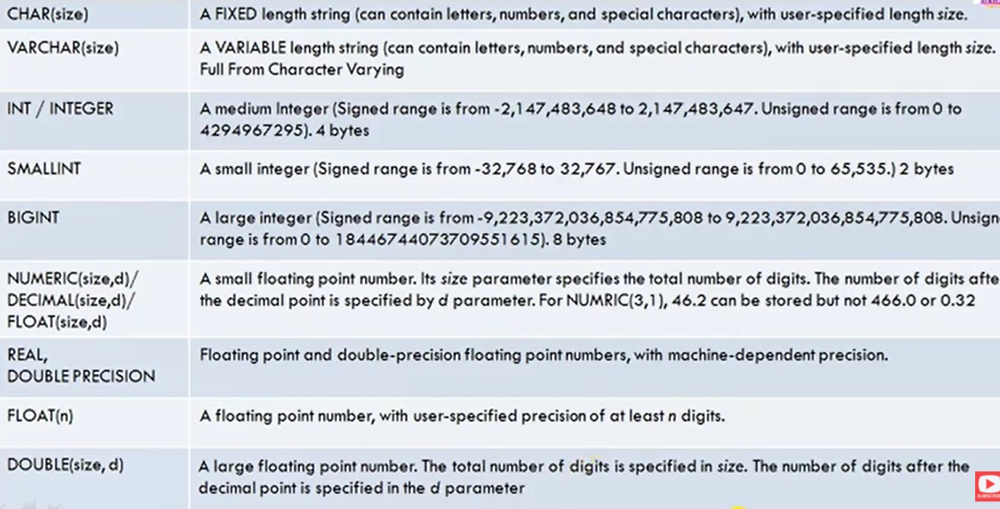 CHAR(size)
A FIXED length string (can contain letters, numbers, and special characters), with user-specified length size.
VARCHAR(size)
A VARIABLE length string (can contain letters, numbers, and special characters), with user-specified length size.
Full From Character Varying
INT / INTEGER
A medium Integer (Signed range is from -2,147,483,648 to 2,147,483,647. Unsigned range is from 0 to
4294967295). 4 bytes
SMALLINT
A small integer (Signed range is from -32,768 to 32,767. Unsigned range is from 0 to 65,535.) 2 bytes
BIGINT
A large integer (Signed range is from -9,223,372,036,854,775,808 to 9,223,372,036,854,775,808. Unsign
range is from 0 to 18446744073709551615). 8 bytes
NUMERIC(size,d)/
DECIMAL(size,d)/
FLOAT(size,d)
A small floating point number. Its size parameter specifies the total number of digits. The number of digits afte
the decimal point is specified by d parameter. For NUMRIC(3,1), 46.2 can be stored but not 466.0 or 0.32
REAL,
DOUBLE PRECISION
Floating point and double-precision floating point numbers, with machine-dependent precision.
FLOAT(n)
A floating point number, with user-specified precision of at least n digits.
DOUBLE(size, d)
A large floating point number. The total number of digits is specified in size. The number of digits after the
decimal point is specified in the d parameter
SUBSCRIB